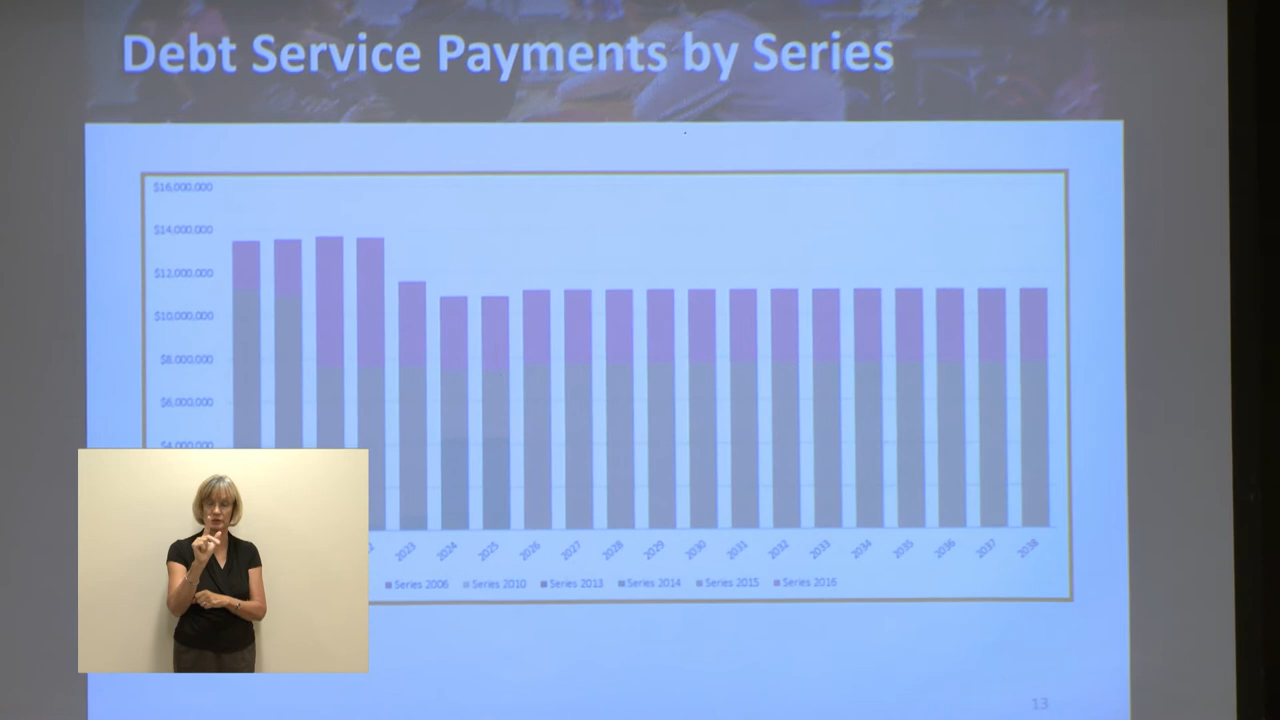 Debt Service Payments by Series
$16,000,000
$14,000,000
$12,000,000
$10,000,000
$8,000,000
$6,000,000
$4,000,000
2023 2024 2025 2026 2027 2028 2029 2030 2031 2032 2033 2034 2035 2036 2037 2038
Series 2006 Series 2010 Series 2013 Series 2014 Series 2015 Series 2016
13